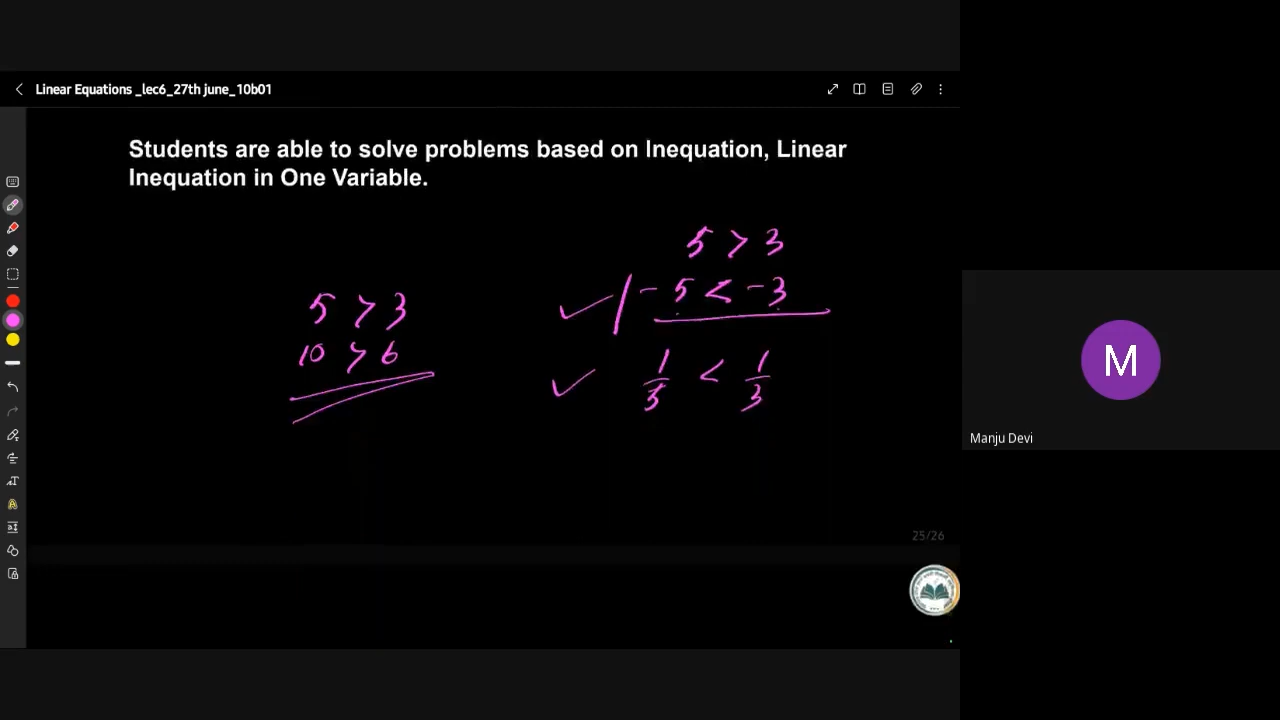 Linear Equations _lec6_27th june_10b01
Students are able to solve problems based on Inequation, Linear
Inequation in One Variable.
5 > 3
10 > 6
5 > 3
- 5 < - 3
1/5 < 1/3
25/26
M
Manju Devi